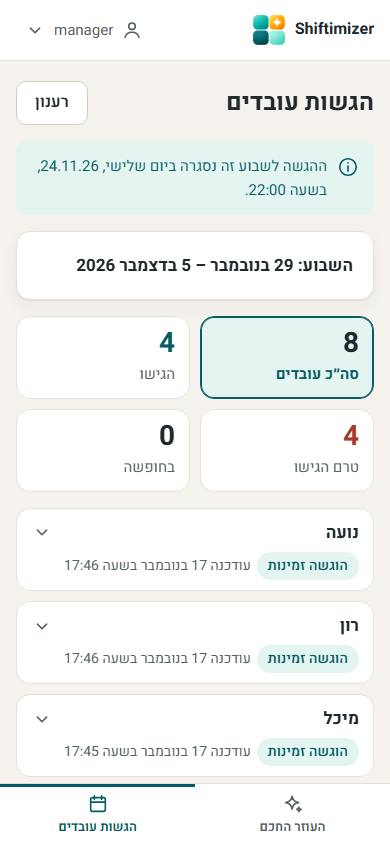 Shiftimizer
manager
הגשות עובדים
רענון
ההגשה לשבוע זה נסגרה ביום שלישי, 24.11.26,
בשעה 22:00.
השבוע: 29 בנובמבר – 5 בדצמבר 2026
8
סה״כ עובדים
4
הגישו
4
טרם הגישו
0
בחופשה
נועה
הוגשה זמינות עודכנה 17 בנובמבר בשעה 17:46
רון
הוגשה זמינות עודכנה 17 בנובמבר בשעה 17:46
מיכל
הוגשה זמינות עודכנה 17 בנובמבר בשעה 17:45
העוזר החכם
הגשות עובדים